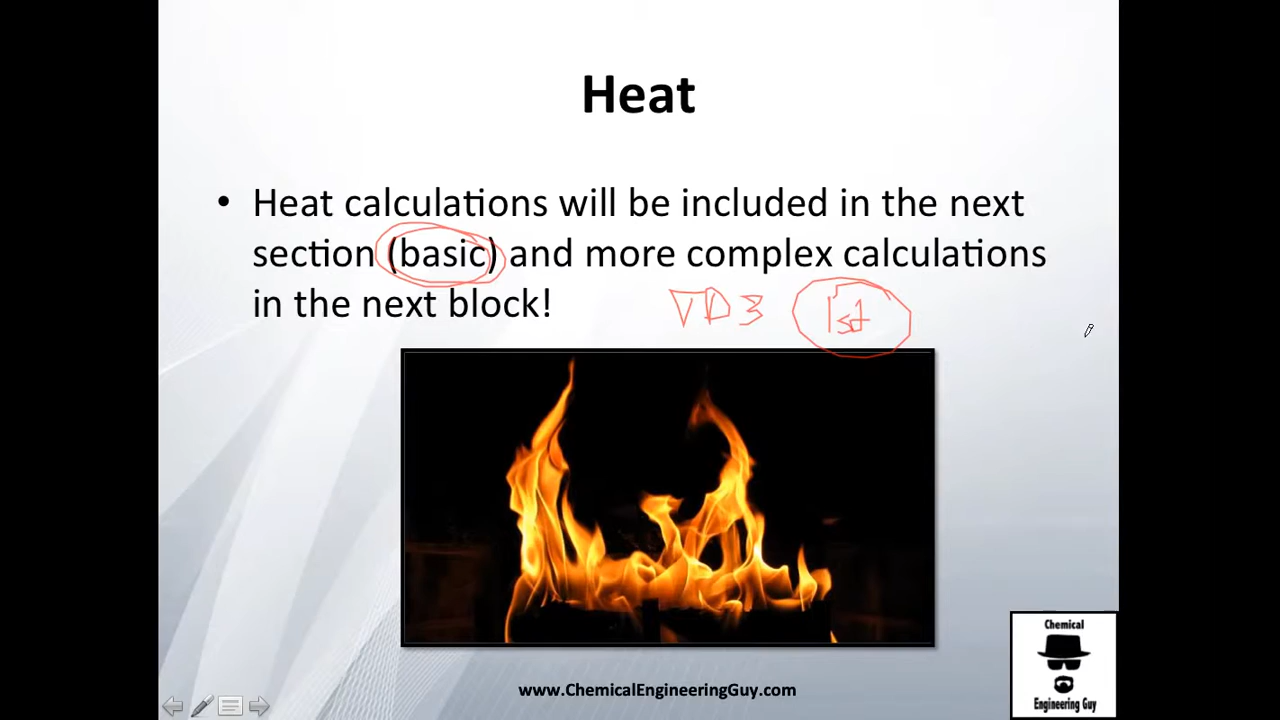 Heat
• Heat calculations will be included in the next
section (basic) and more complex calculations
in the next block!
1st
www.ChemicalEngineeringGuy.com
Chemical
Engineering Guy